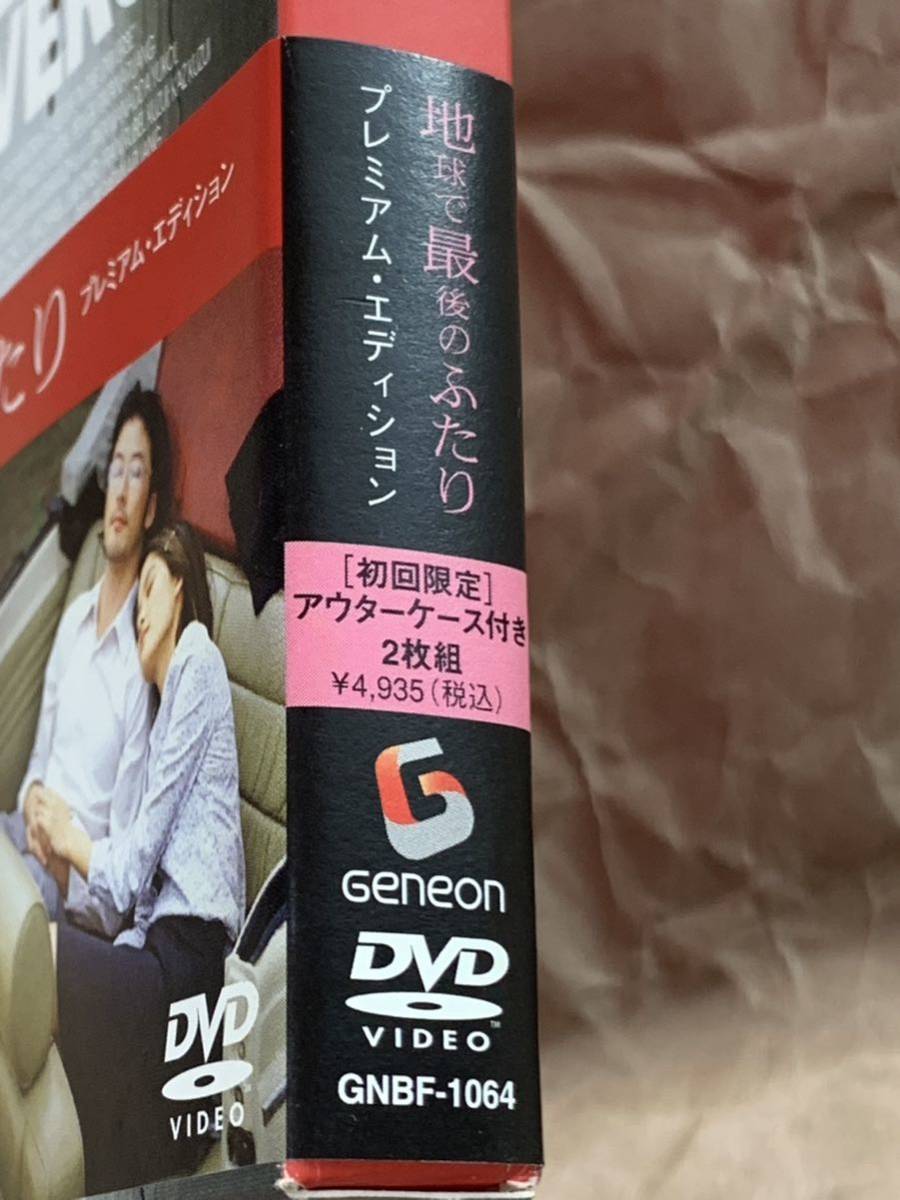 VER
たり プレミアム・エディション
DVD
VIDEO
地球で最後のふたり
プレミアム・エディション
[初回限定]
アウターケース付き
2枚組
¥4,935(税込)
Geneon
DVD
VIDEO™
GNBF-1064